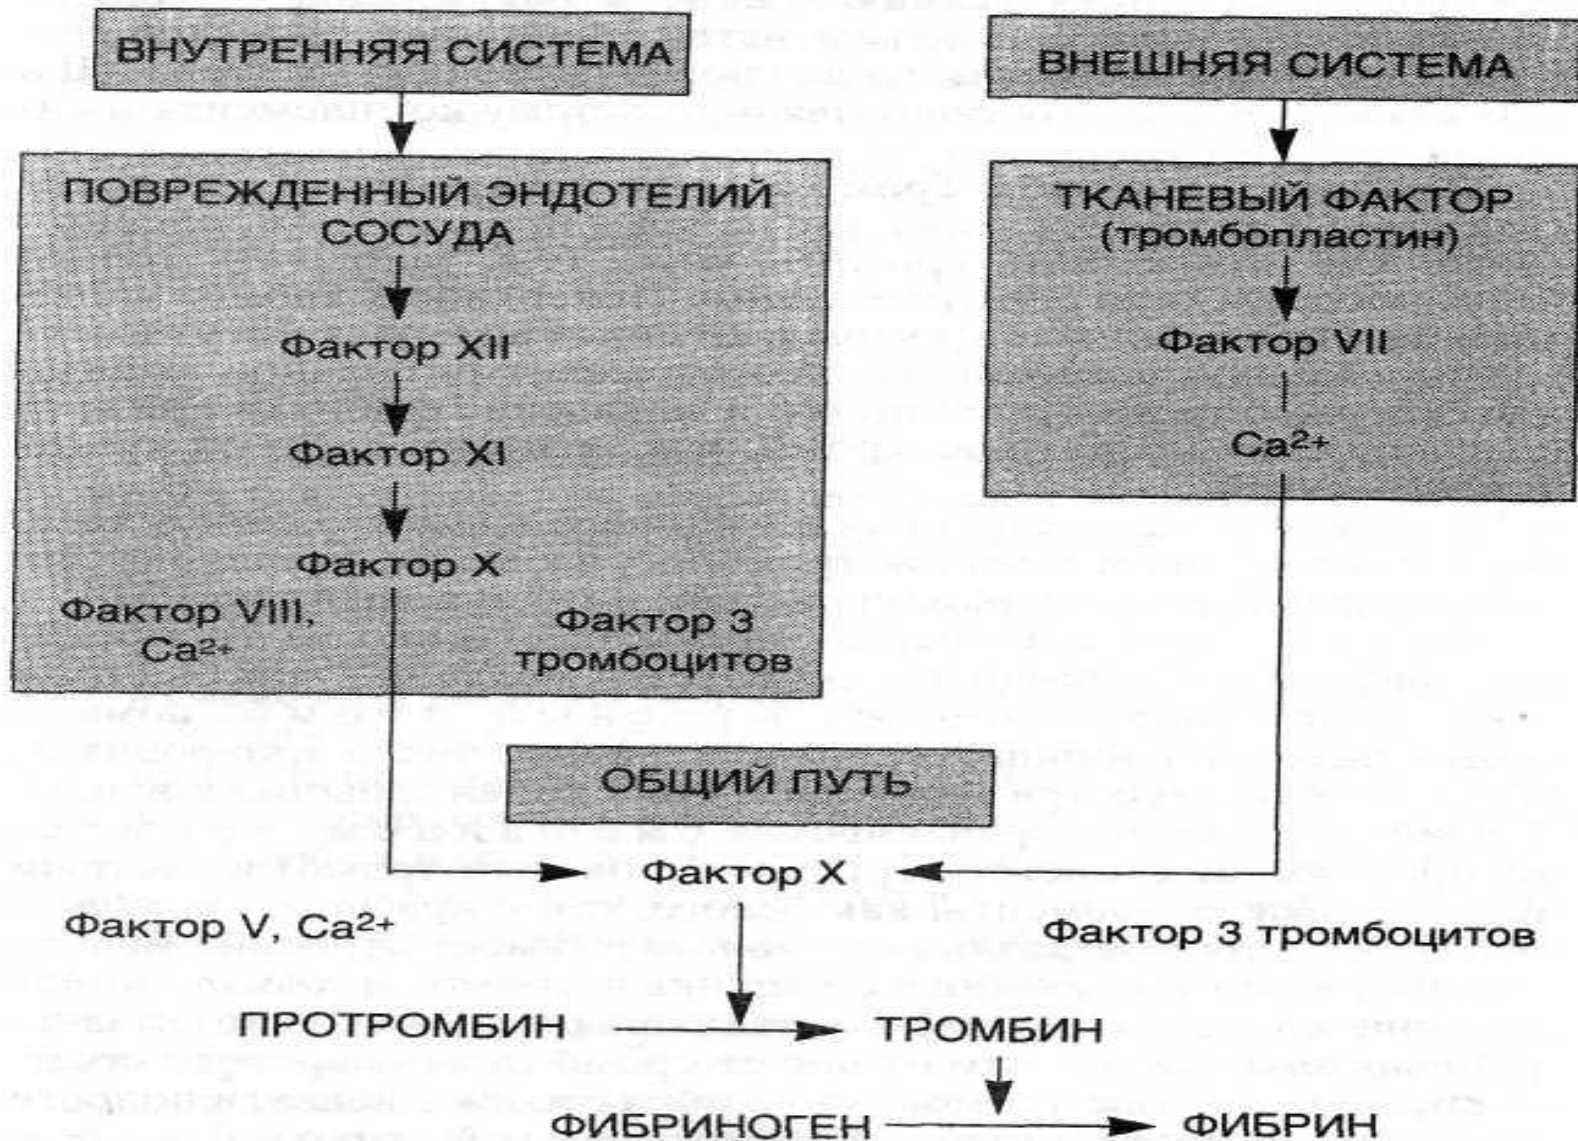 ВНУТРЕННЯЯ СИСТЕМА
ПОВРЕЖДЕННЫЙ ЭНДОТЕЛИЙ
СОСУДА
Фактор XII
Фактор XI
Фактор X
Фактор VIII,
Ca²⁺
Фактор 3
тромбоцитов
ВНЕШНЯЯ СИСТЕМА
ТКАНЕВЫЙ ФАКТОР
(тромбопластин)
Фактор VII
Ca²⁺
ОБЩИЙ ПУТЬ
Фактор X
Фактор V, Ca²⁺
Фактор 3 тромбоцитов
ПРОТРОМБИН
ТРОМБИН
ФИБРИНОГЕН
ФИБРИН